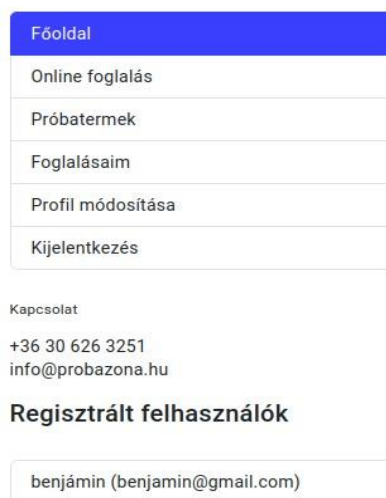 Főoldal
Online foglalás
Próbatermek
Foglalásaim
Profil módosítása
Kijelentkezés
Kapcsolat
+36 30 626 3251
info@probazona.hu
Regisztrált felhasználók
benjámin (benjamin@gmail.com)